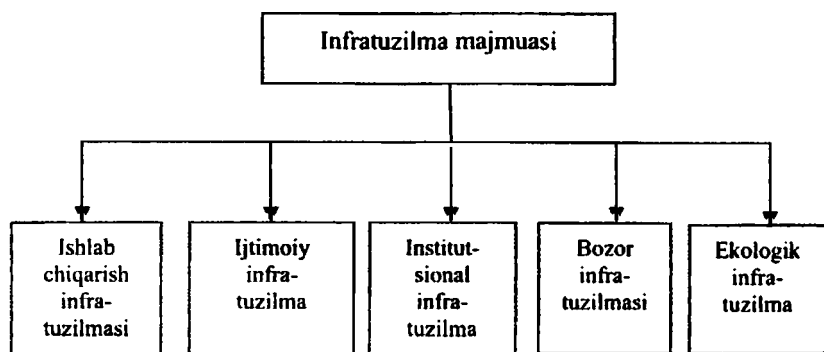 Infratuzilma majmuasi
Ishlab
chiqarish
infra-
tuzilmasi
Ijtimoiy
infra-
tuzilma
Institut-
sional
infra-
tuzilma
Bozor
infra-
tuzilmasi
Ekologik
infra-
tuzilma